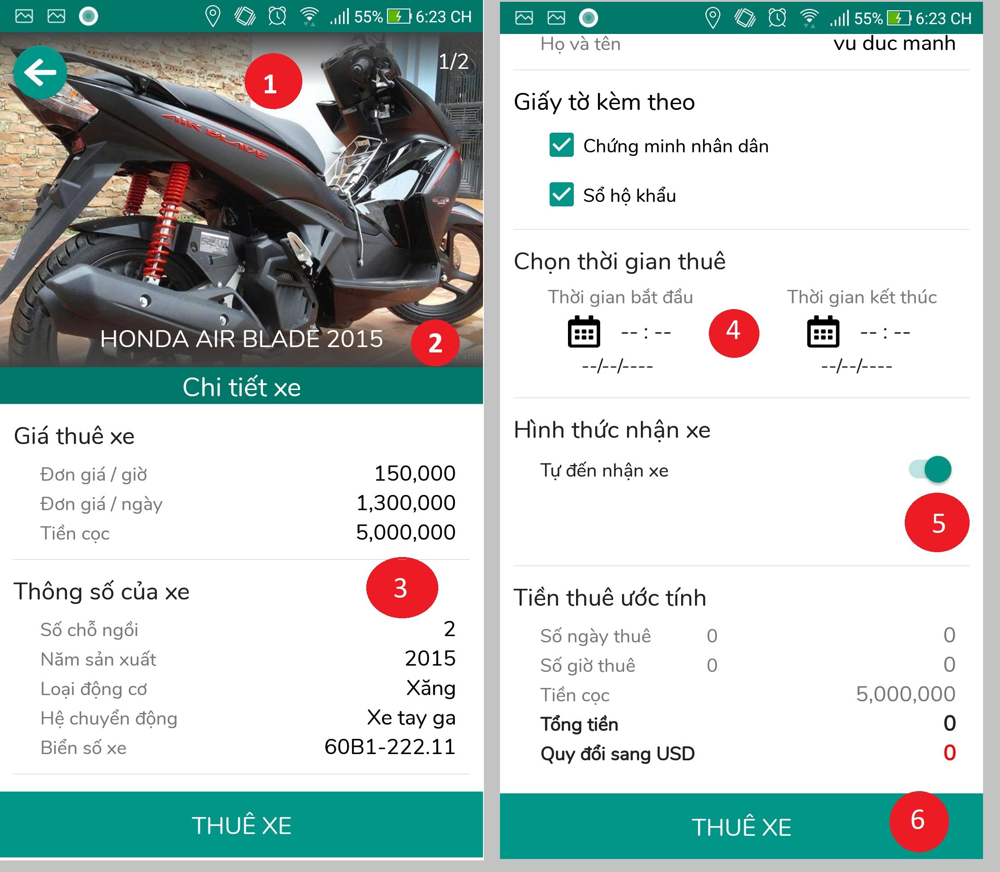 55% 6:23 CH
1/2
1
AIR BLADE
BLACK
HONDA AIR BLADE 2015
2
Chi tiết xe
Giá thuê xe
Đơn giá / giờ 150,000
Đơn giá / ngày 1,300,000
Tiền cọc 5,000,000
3
Thông số của xe
Số chỗ ngồi 2
Năm sản xuất 2015
Loại động cơ Xăng
Hệ chuyển động Xe tay ga
Biển số xe 60B1-222.11
THUÊ XE
55% 6:23 CH
Họ và tên vu duc manh
Giấy tờ kèm theo
Chứng minh nhân dân
Sổ hộ khẩu
Chọn thời gian thuê
Thời gian bắt đầu Thời gian kết thúc
-- : -- 4 -- : --
--/--/---- --/--/----
Hình thức nhận xe
Tự đến nhận xe
5
Tiền thuê ước tính
Số ngày thuê 0 0
Số giờ thuê 0 0
Tiền cọc 5,000,000
Tổng tiền 0
Quy đổi sang USD 0
THUÊ XE 6